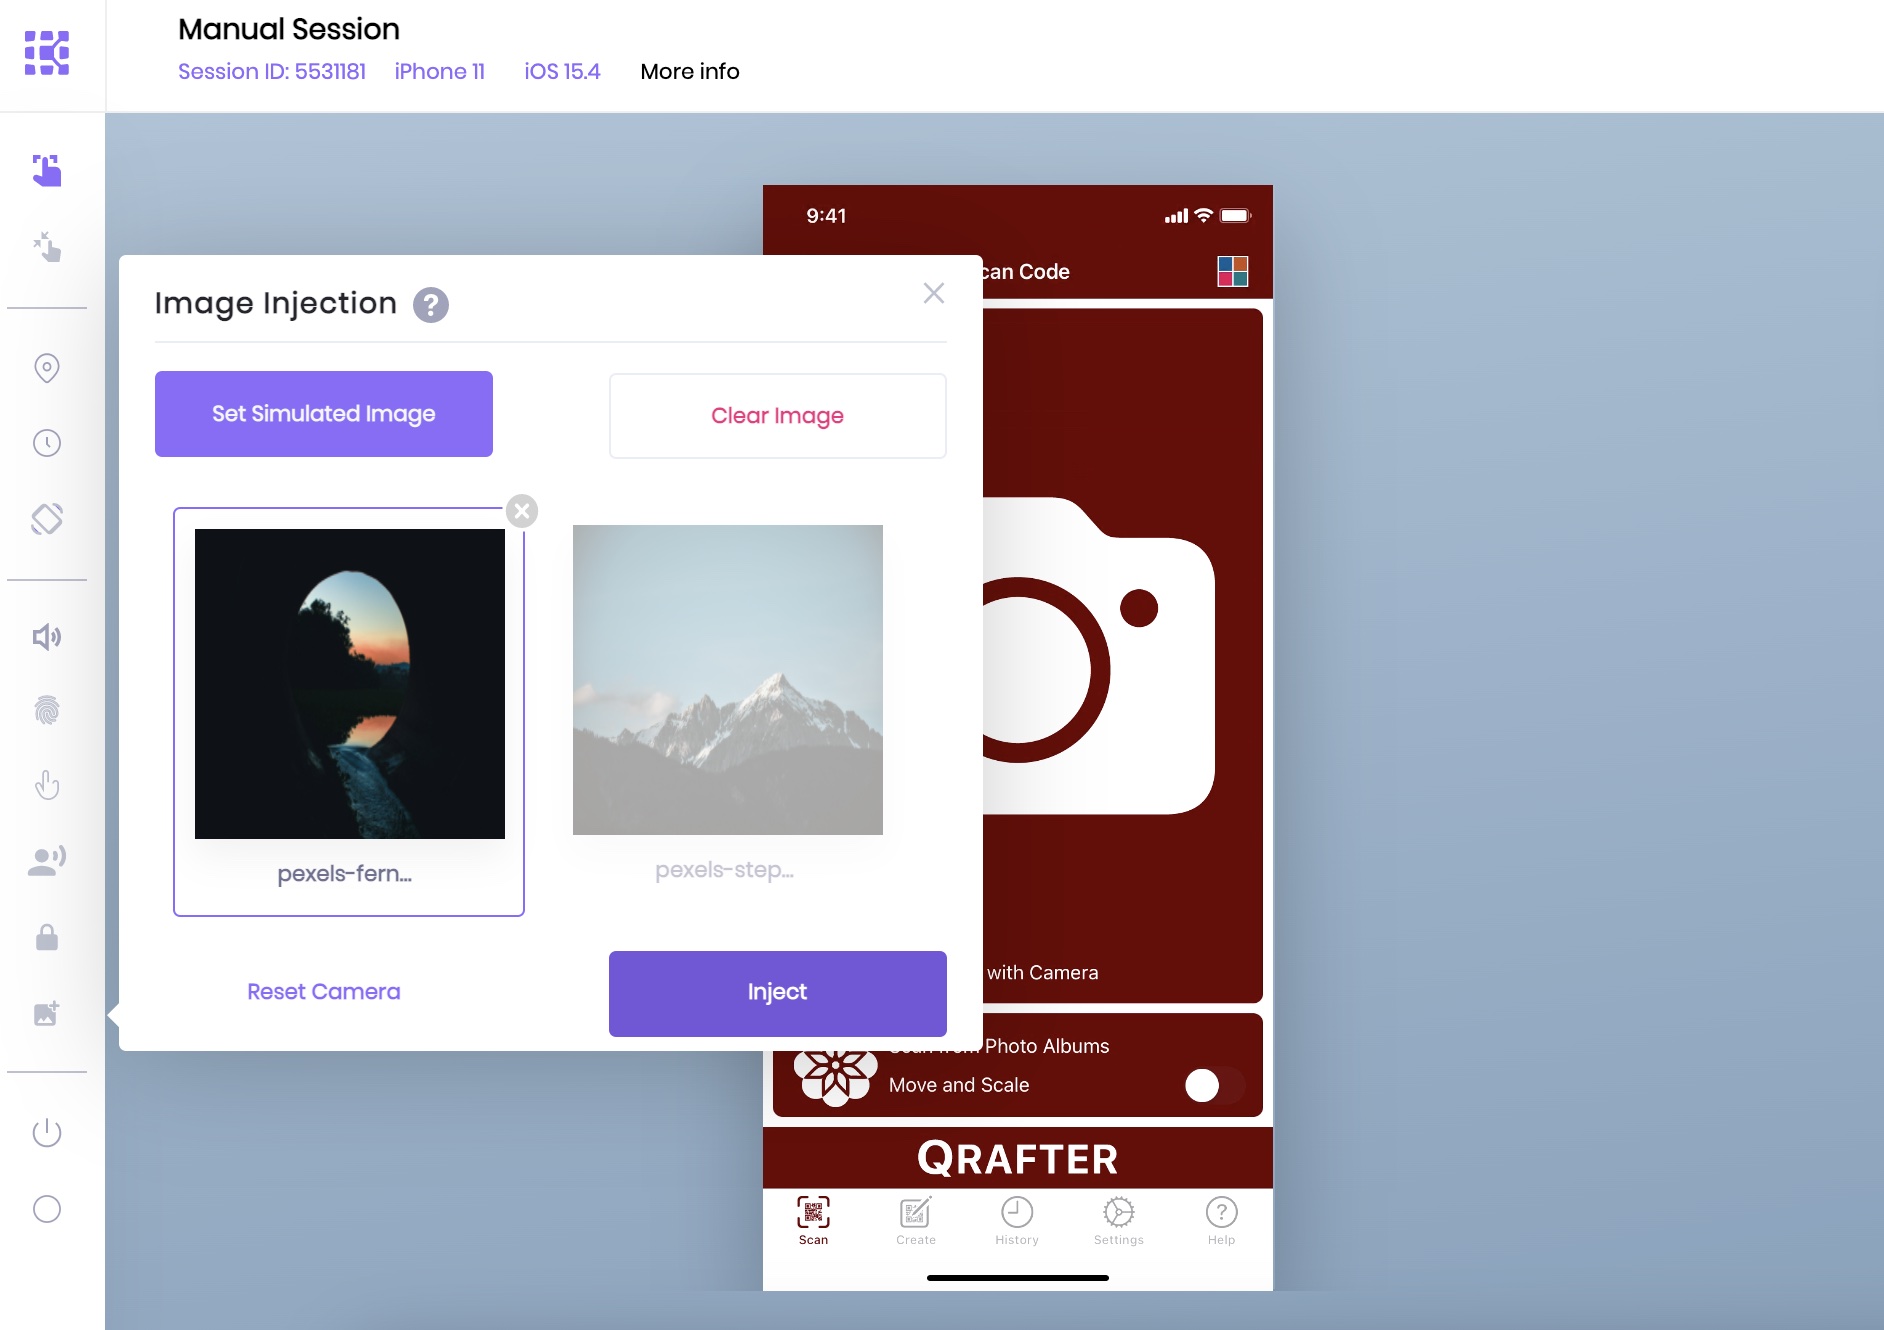 Manual Session
Session ID: 5531181 iPhone 11 iOS 15.4 More info
9:41
can Code
Image Injection ?
Set Simulated Image
Clear Image
pexels-fern...
pexels-step...
Reset Camera
Inject
with Camera
Photo Albums
Move and Scale
QRAFTER
Scan
Create
History
Settings
? Help